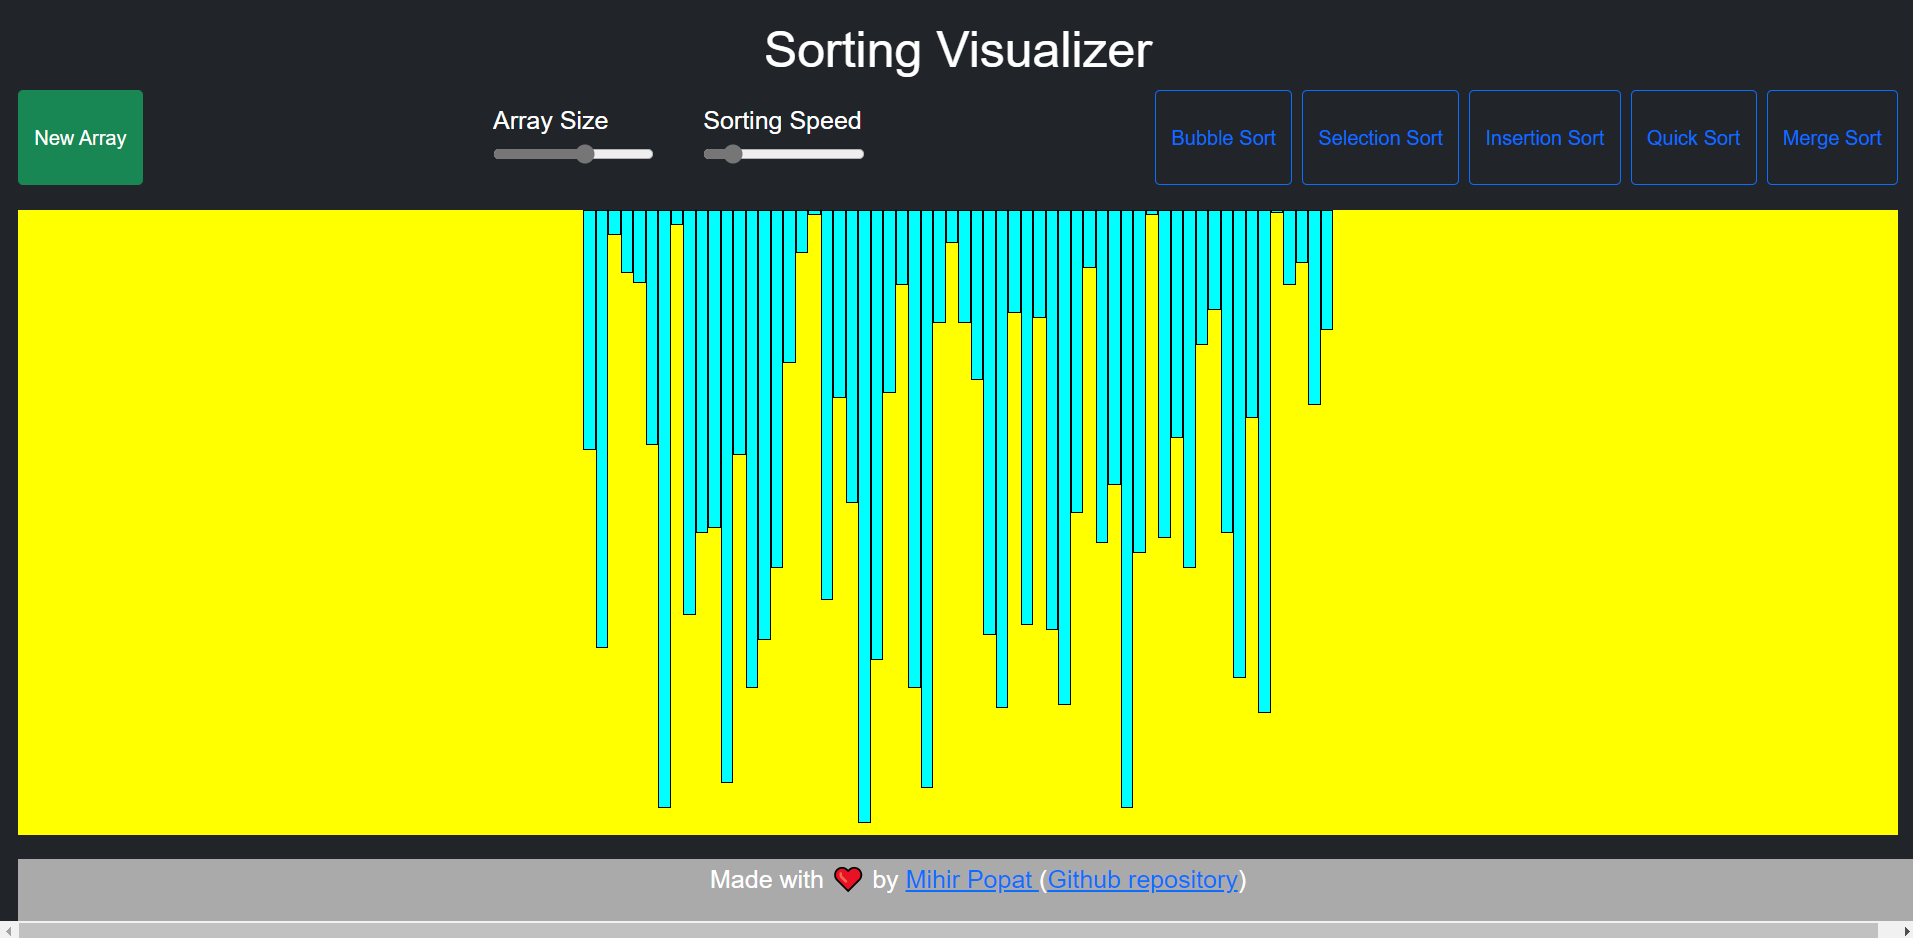 Sorting Visualizer
New Array
Array Size
Sorting Speed
Bubble Sort
Selection Sort
Insertion Sort
Quick Sort
Merge Sort
Made with ❤️ by Mihir Popat (Github repository)